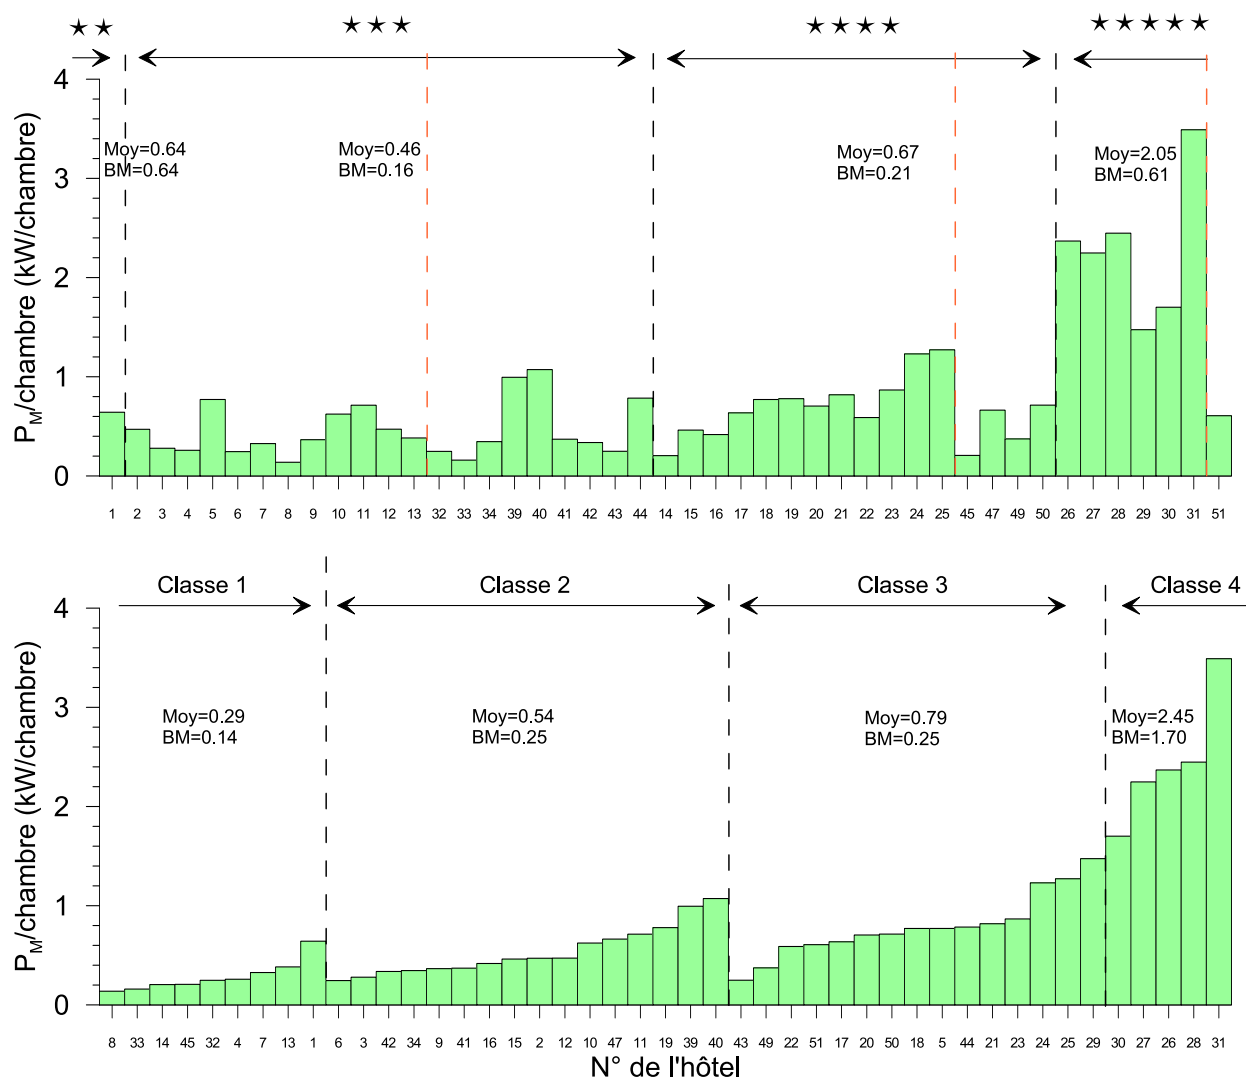 ★★ ★★★ ★★★★ ★★★★★
P_M/chambre (kW/chambre)
4
3
2
1
0
Moy=0.64
BM=0.64
Moy=0.46
BM=0.16
Moy=0.67
BM=0.21
Moy=2.05
BM=0.61
1 2 3 4 5 6 7 8 9 10 11 12 13 32 33 34 39 40 41 42 43 44 14 15 16 17 18 19 20 21 22 23 24 25 45 47 49 50 26 27 28 29 30 31 51
Classe 1 Classe 2 Classe 3 Classe 4
P_M/chambre (kW/chambre)
4
3
2
1
0
Moy=0.29
BM=0.14
Moy=0.54
BM=0.25
Moy=0.79
BM=0.25
Moy=2.45
BM=1.70
8 33 14 45 32 4 7 13 1 6 3 42 34 9 41 16 15 2 12 10 47 11 19 39 40 43 49 22 51 17 20 50 18 5 44 21 23 24 25 29 30 27 26 28 31
N° de l'hôtel